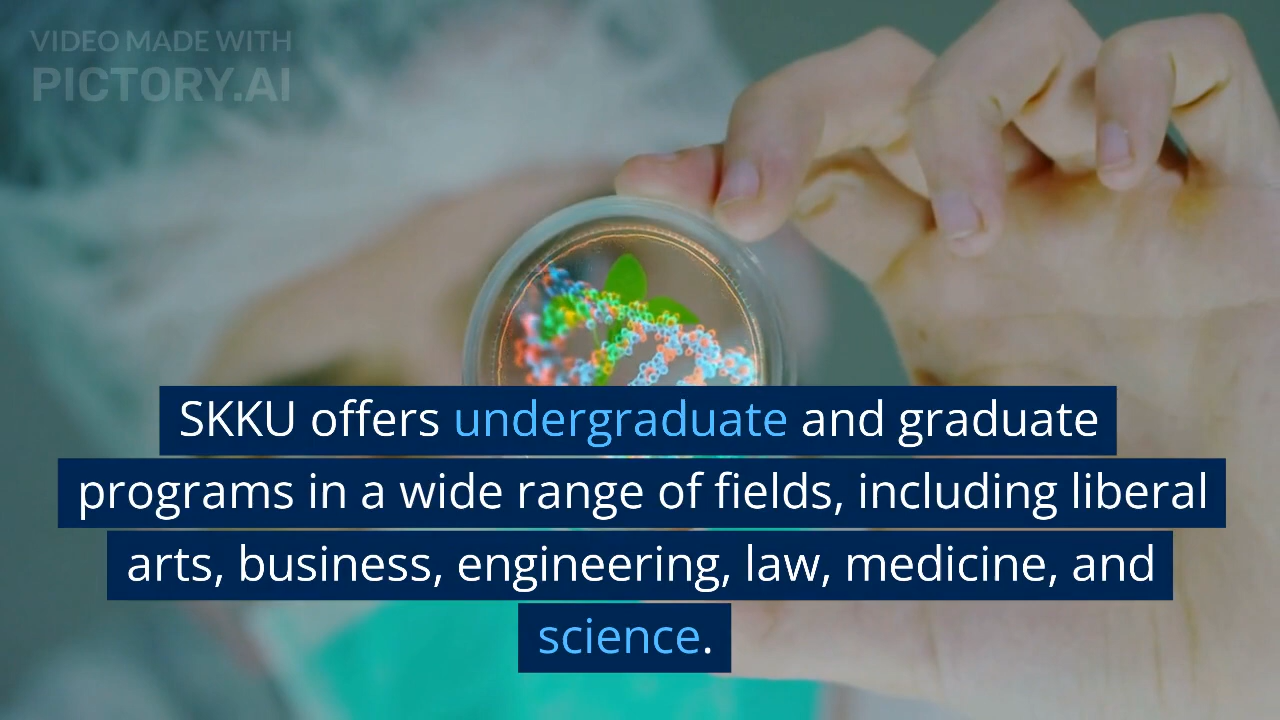 VIDEO MADE WITH
PICTORY.AI
SKKU offers undergraduate and graduate
programs in a wide range of fields, including liberal
arts, business, engineering, law, medicine, and
science.